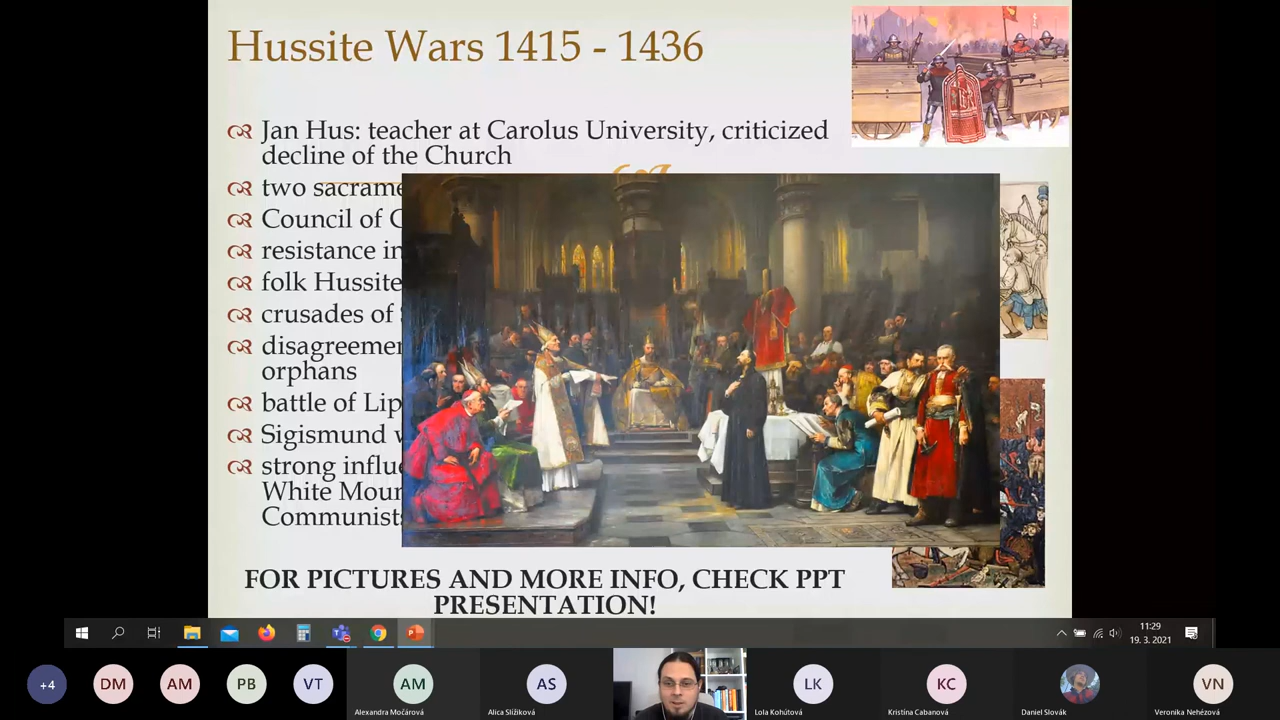 Hussite Wars 1415 - 1436
Jan Hus: teacher at Carolus University, criticized
decline of the Church
two sacrame
Council of C
resistance in
folk Hussite
crusades of
disagreemen
orphans
battle of Lip
Sigismund
strong influe
White Moun
Communists
FOR PICTURES AND MORE INFO, CHECK PPT
PRESENTATION!
11:29
19. 3. 2021
+4
DM
AM
PB
VT
AM
AS
LK
KC
VN
Alexandra Močárová
Alica Slížiková
Lola Kohútová
Kristína Cabanová
Daniel Slovák
Veronika Nehézová